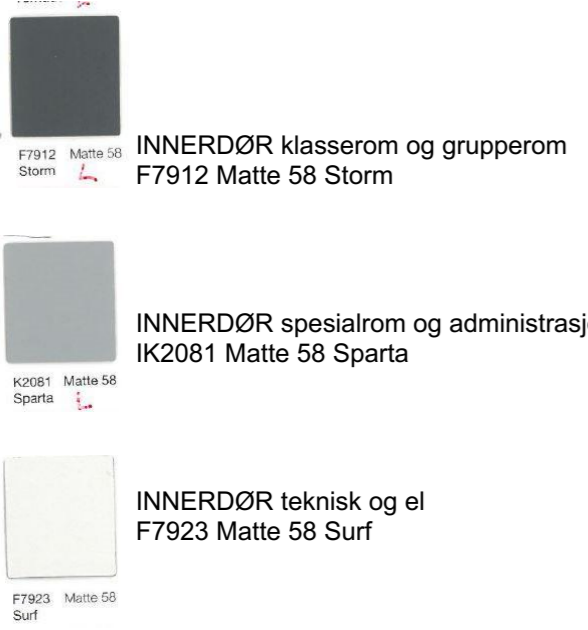 F7912 Matte 58
Storm
INNERDØR klasserom og grupperom
F7912 Matte 58 Storm
K2081 Matte 58
Sparta
INNERDØR spesialrom og administrasj
IK2081 Matte 58 Sparta
F7923 Matte 58
Surf
INNERDØR teknisk og el
F7923 Matte 58 Surf